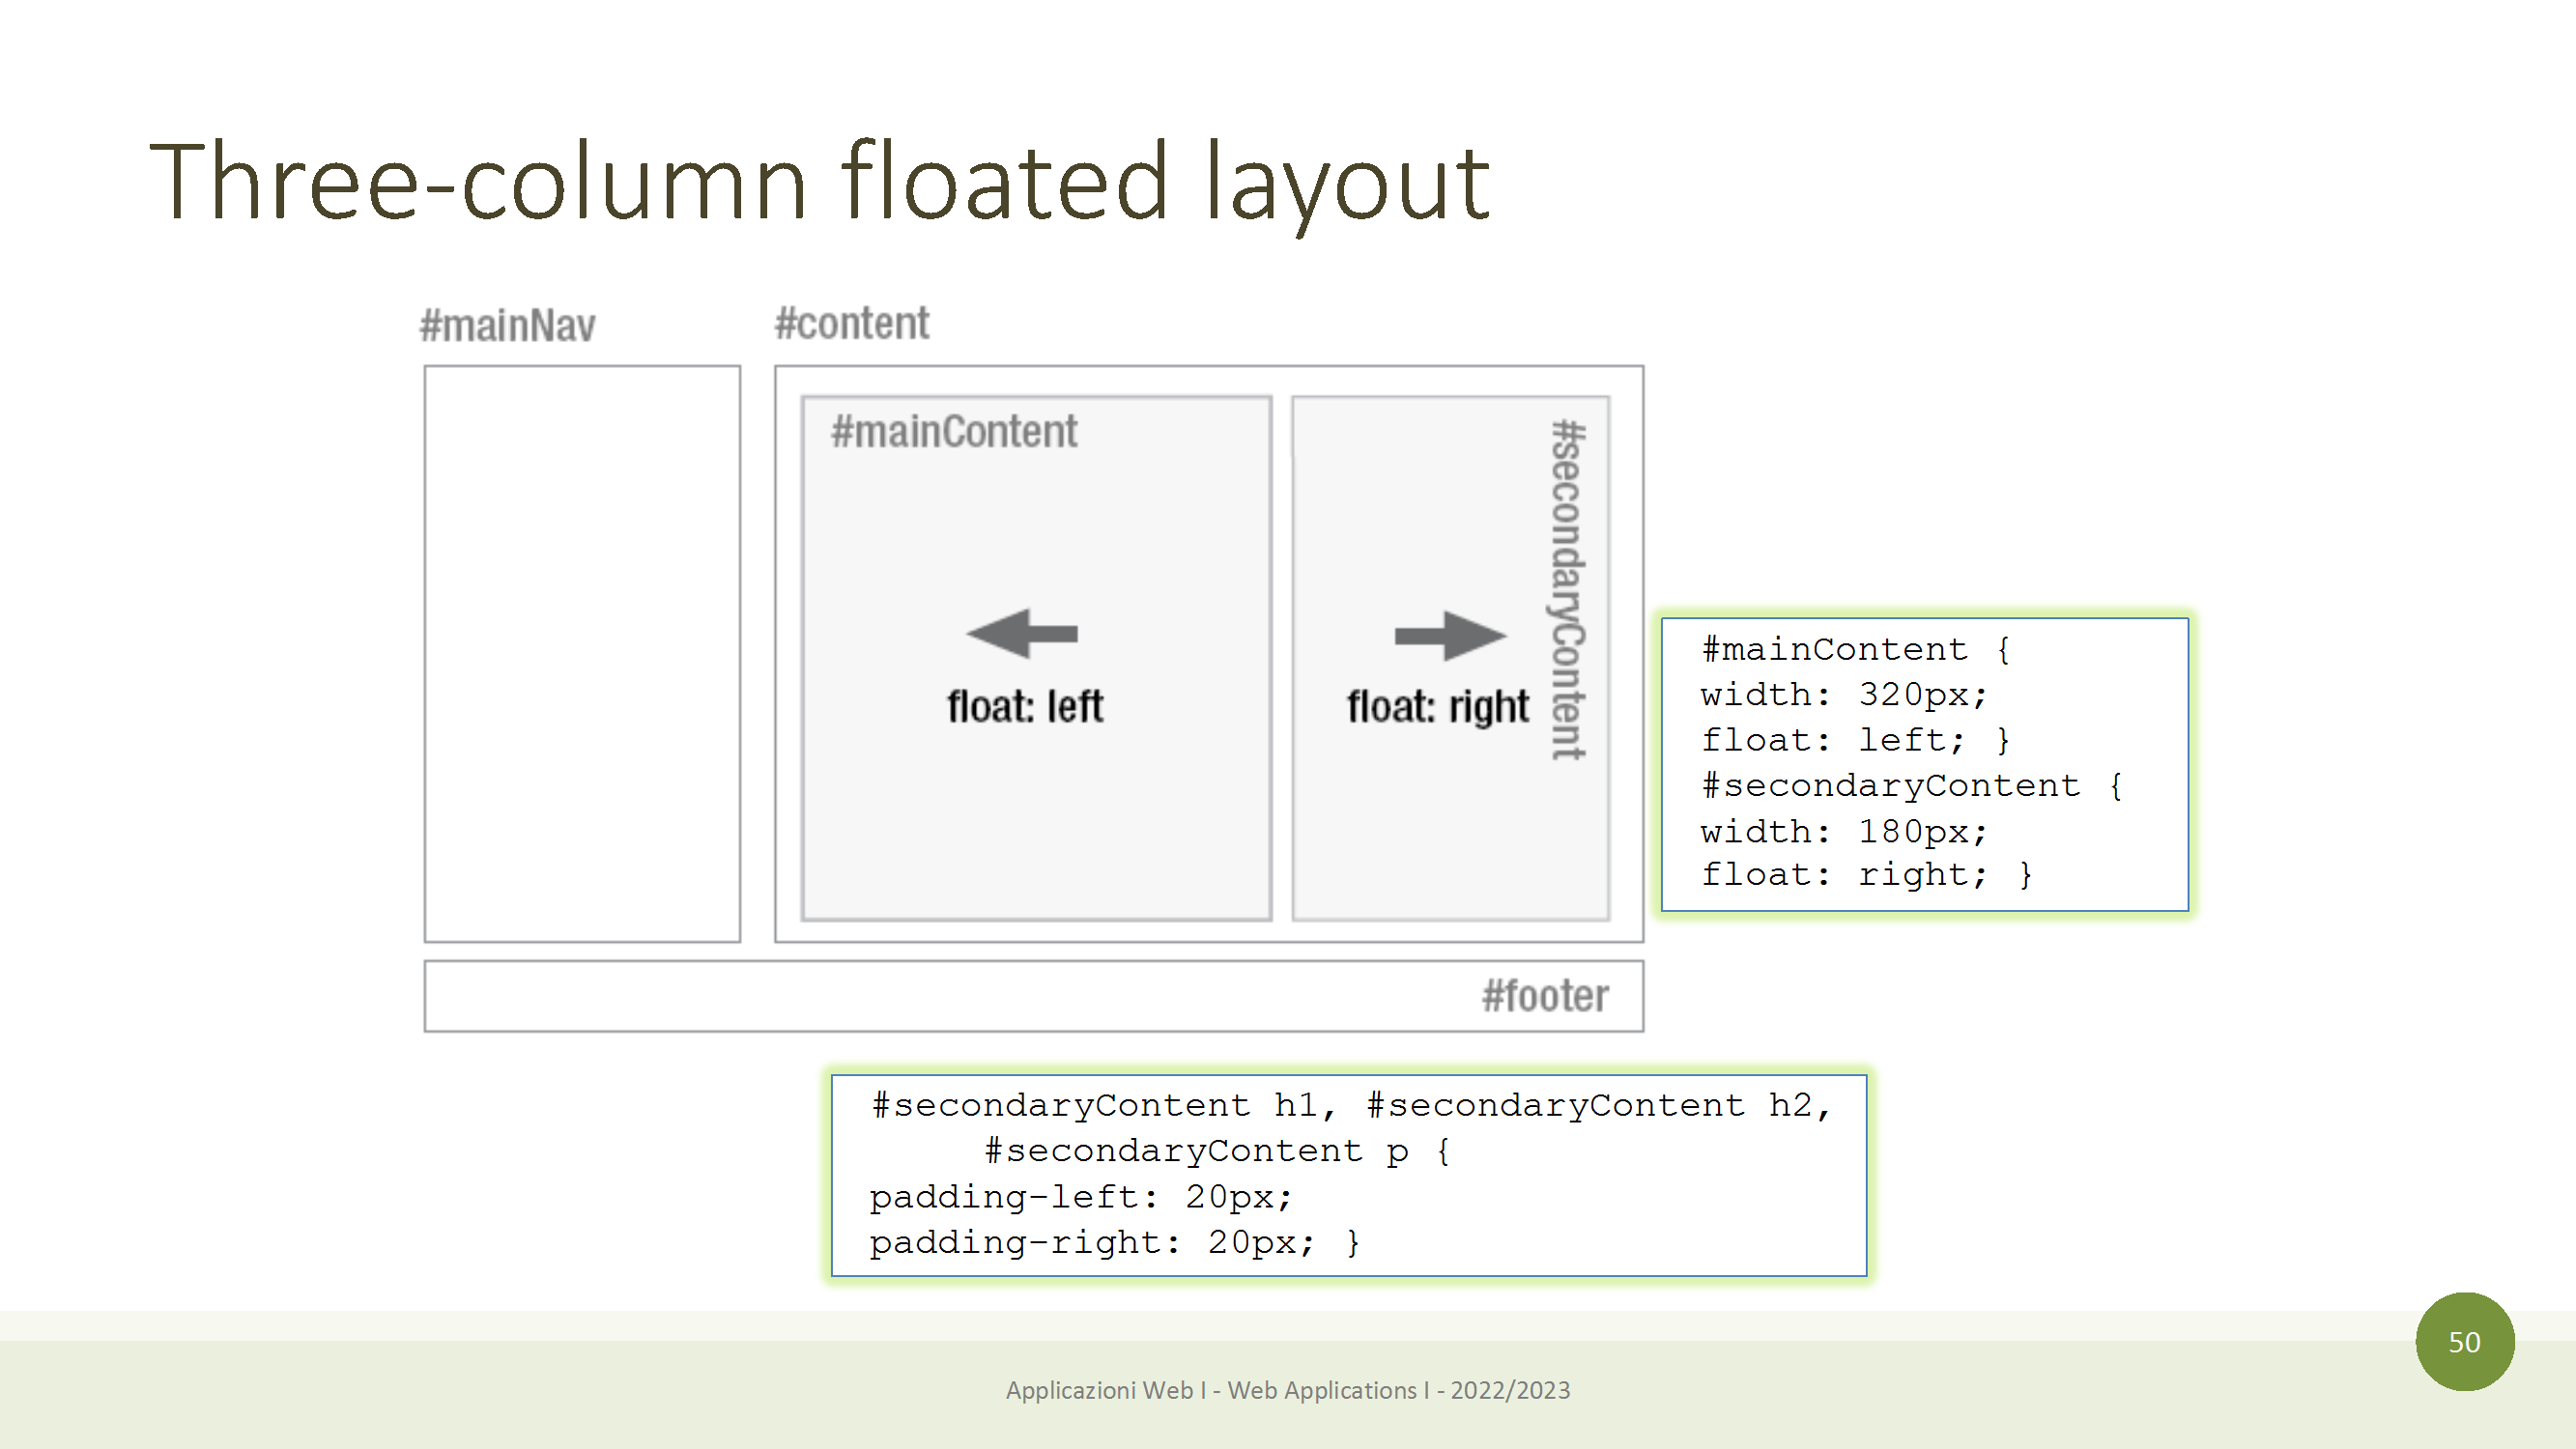 Three-column floated layout
#mainNav
#content
#mainContent
#secondaryContent
float: left
float: right
#footer
#mainContent {
width: 320px;
float: left; }
#secondaryContent {
width: 180px;
float: right; }
#secondaryContent h1, #secondaryContent h2,
#secondaryContent p {
padding-left: 20px;
padding-right: 20px; }
50
Applicazioni Web I - Web Applications I - 2022/2023